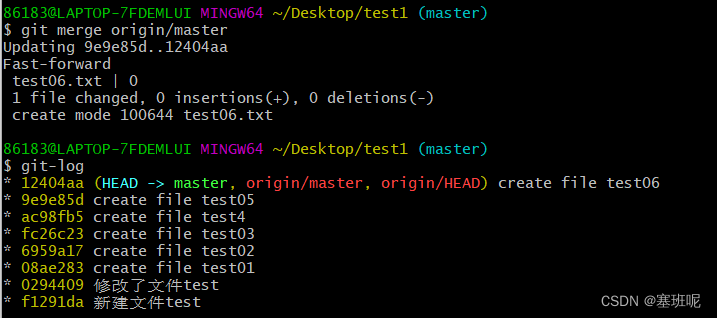 86183@LAPTOP-7FDEMLUI MINGW64 ~/Desktop/test1 (master)
$ git merge origin/master
Updating 9e9e85d..12404aa
Fast-forward
 test06.txt | 0
 1 file changed, 0 insertions(+), 0 deletions(-)
 create mode 100644 test06.txt

86183@LAPTOP-7FDEMLUI MINGW64 ~/Desktop/test1 (master)
$ git-log
* 12404aa (HEAD -> master, origin/master, origin/HEAD) create file test06
* 9e9e85d create file test05
* ac98fb5 create file test4
* fc26c23 create file test03
* 6959a17 create file test02
* 08ae283 create file test01
* 0294409 修改了文件test
* f1291da 新建文件test
CSDN @塞班呢